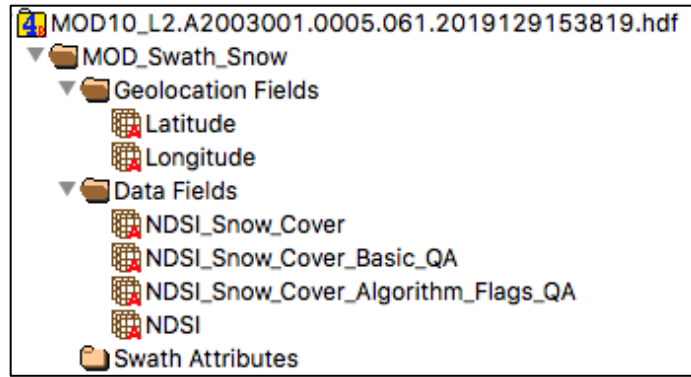 MOD10_L2.A2003001.0005.061.2019129153819.hdf
MOD_Swath_Snow
Geolocation Fields
Latitude
Longitude
Data Fields
NDSI_Snow_Cover
NDSI_Snow_Cover_Basic_QA
NDSI_Snow_Cover_Algorithm_Flags_QA
NDSI
Swath Attributes